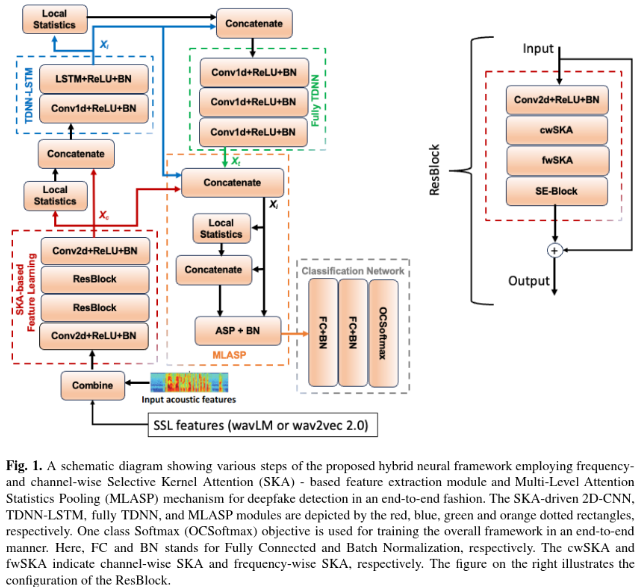 Local
Statistics
Concatenate
Xl
LSTM+ReLU+BN
Conv1d+ReLU+BN
TDNN-LSTM
Conv1d+ReLU+BN
Conv1d+ReLU+BN
Conv1d+ReLU+BN
Fully TDNN
Concatenate
Xt
Local
Statistics
Xc
Concatenate
Xi
Local
Statistics
Concatenate
ASP + BN
MLASP
Conv2d+ReLU+BN
ResBlock
ResBlock
Conv2d+ReLU+BN
SKA-based
Feature Learning
Classification Network
FC+BN
FC+BN
OCSoftmax
Combine
Input acoustic features
SSL features (wavLM or wav2vec 2.0)
ResBlock
Input
Conv2d+ReLU+BN
cwSKA
fwSKA
SE-Block
+
Output
Fig. 1. A schematic diagram showing various steps of the proposed hybrid neural framework employing frequency-
and channel-wise Selective Kernel Attention (SKA) - based feature extraction module and Multi-Level Attention
Statistics Pooling (MLASP) mechanism for deepfake detection in an end-to-end fashion. The SKA-driven 2D-CNN,
TDNN-LSTM, fully TDNN, and MLASP modules are depicted by the red, blue, green and orange dotted rectangles,
respectively. One class Softmax (OCSoftmax) objective is used for training the overall framework in an end-to-end
manner. Here, FC and BN stands for Fully Connected and Batch Normalization, respectively. The cwSKA and
fwSKA indicate channel-wise SKA and frequency-wise SKA, respectively. The figure on the right illustrates the
configuration of the ResBlock.